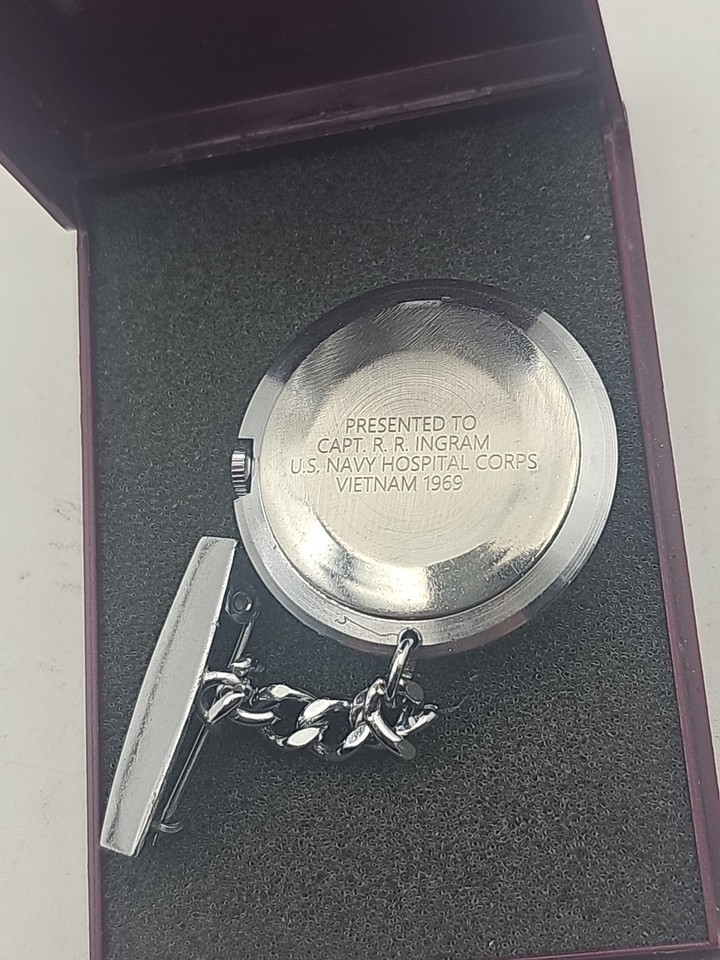 PRESENTED TO
CAPT. R. R. INGRAM
U.S. NAVY HOSPITAL CORPS
VIETNAM 1969